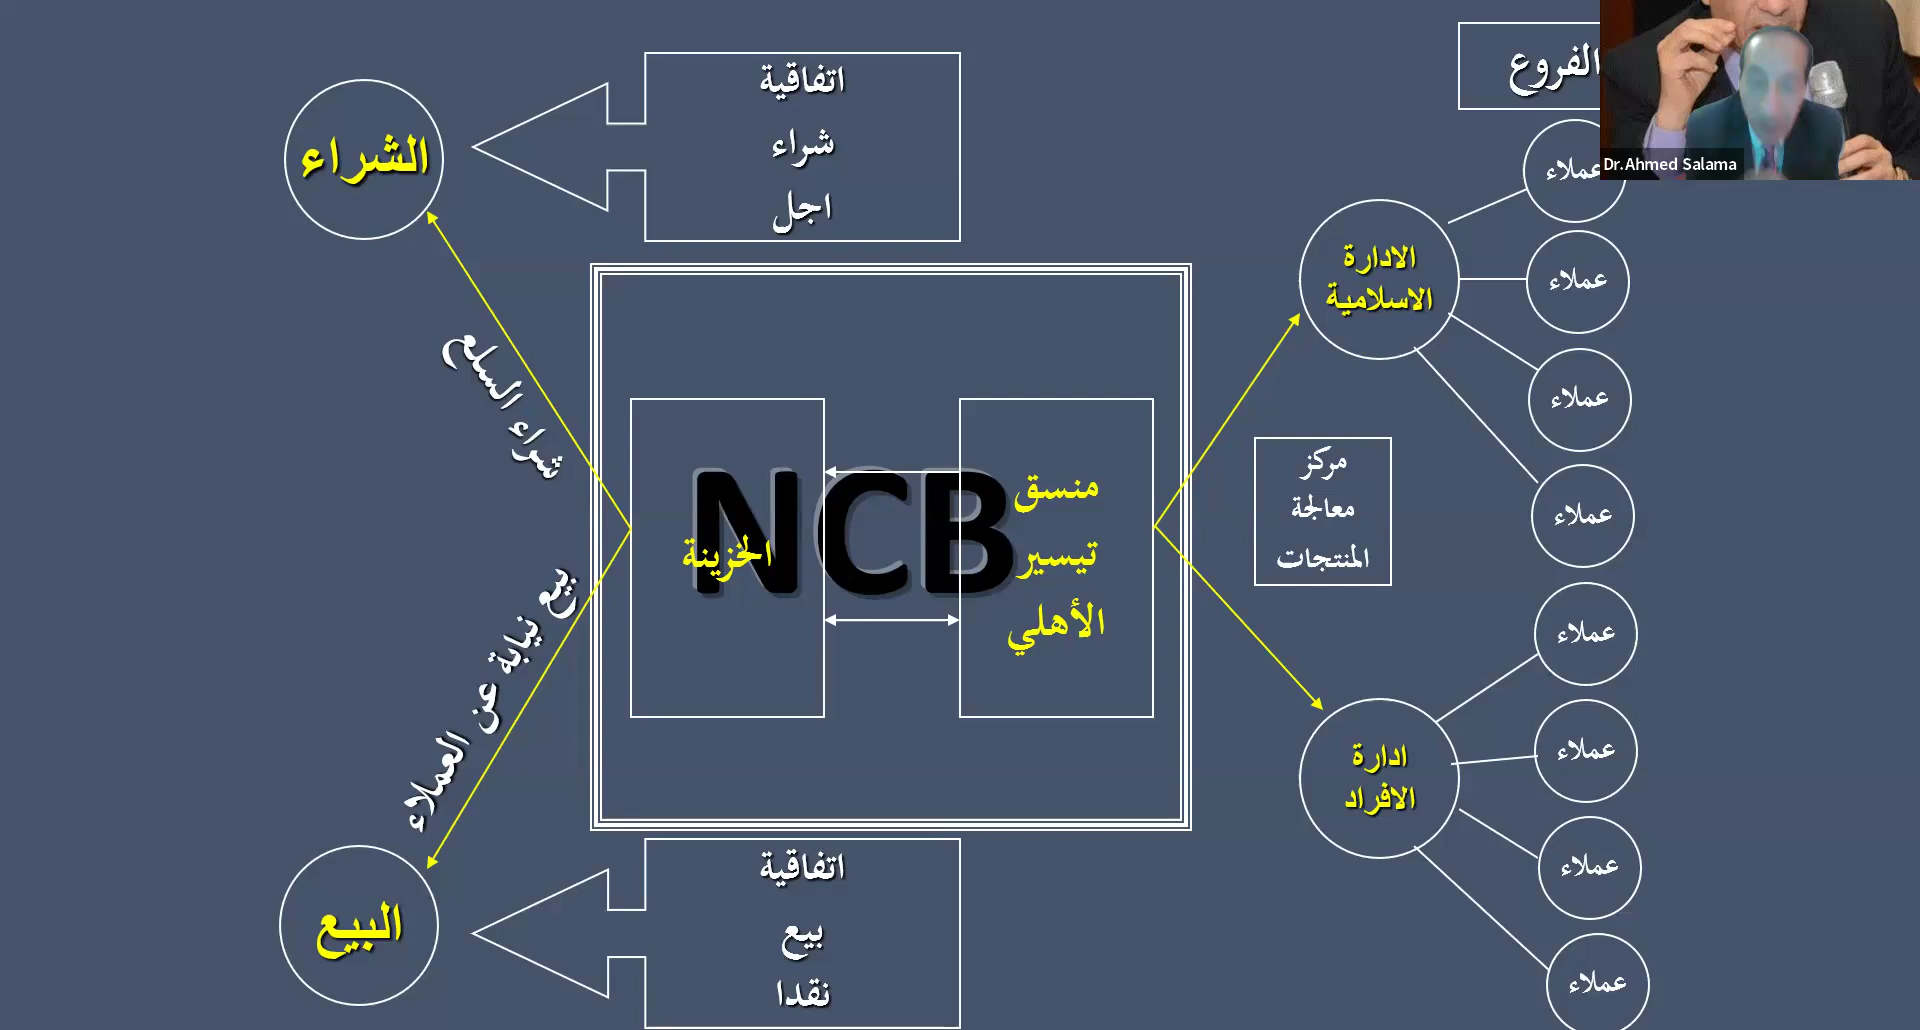 الفروع
Dr.Ahmed Salama
اتفاقية
شراء
اجل
الشراء
عملاء
الادارة
الاسلامية
عملاء
عملاء
عملاء
شراء السلع
مركز
معالجة
المنتجات
NCB
منسق
تيسير
الأهلي
الخزينة
بيع نيابة عن العملاء
عملاء
ادارة
الافراد
عملاء
عملاء
عملاء
اتفاقية
بيع
نقدا
البيع